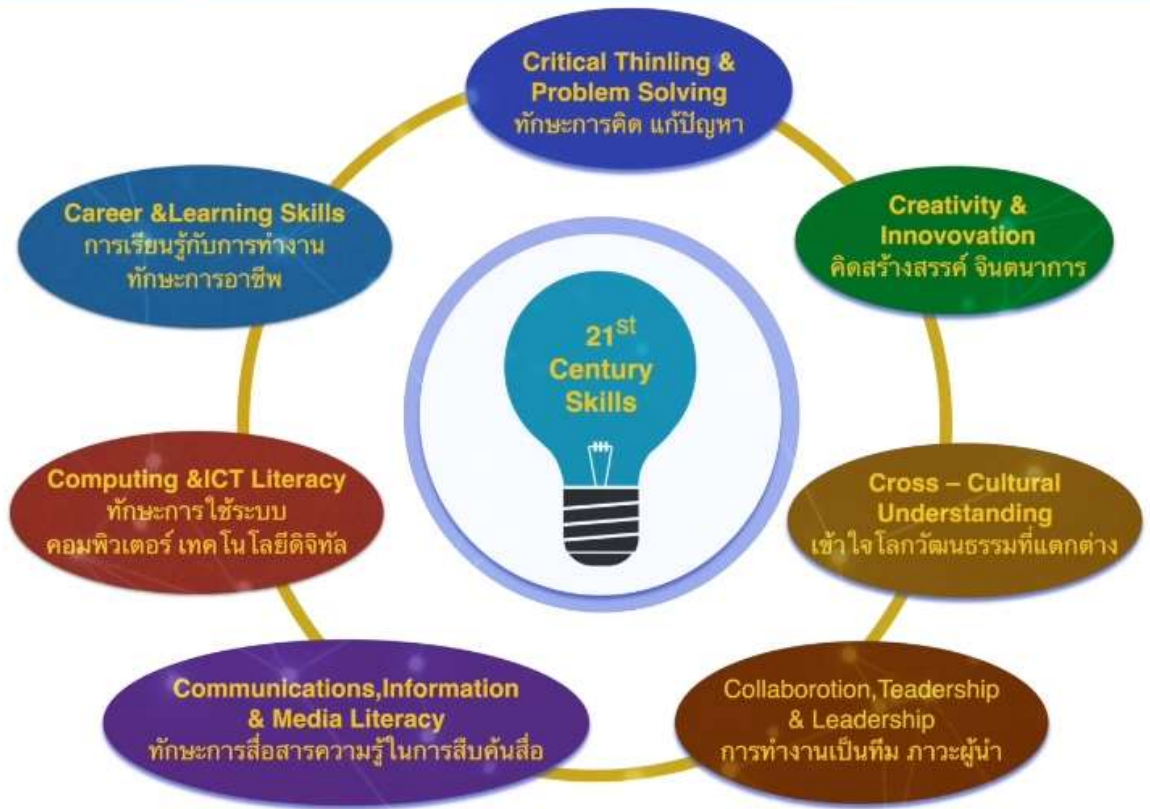 Critical Thinling &
Problem Solving
ทักษะการคิด แก้ปัญหา
Creativity &
Innovovation
คิดสร้างสรรค์ จินตนาการ
Cross – Cultural
Understanding
เข้าใจโลกวัฒนธรรมที่แตกต่าง
Collaborotion,Teadership
& Leadership
การทำงานเป็นทีม ภาวะผู้นำ
Communications,Information
& Media Literacy
ทักษะการสื่อสารความรู้ในการสืบค้นสื่อ
Computing &ICT Literacy
ทักษะการใช้ระบบ
คอมพิวเตอร์ เทคโนโลยีดิจิทัล
Career &Learning Skills
การเรียนรู้กับการทำงาน
ทักษะการอาชีพ
21st
Century
Skills